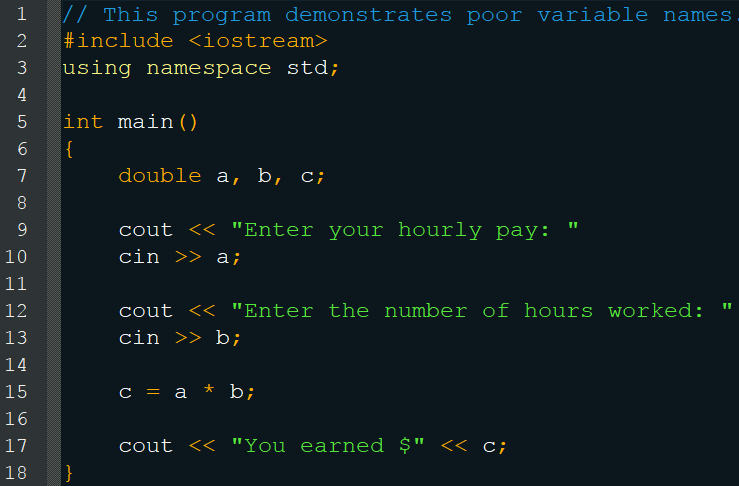 1 // This program demonstrates poor variable names.
2 #include <iostream>
3 using namespace std;
4
5 int main()
6 {
7     double a, b, c;
8
9     cout << "Enter your hourly pay: "
10     cin >> a;
11
12     cout << "Enter the number of hours worked: "
13     cin >> b;
14
15     c = a * b;
16
17     cout << "You earned $" << c;
18 }